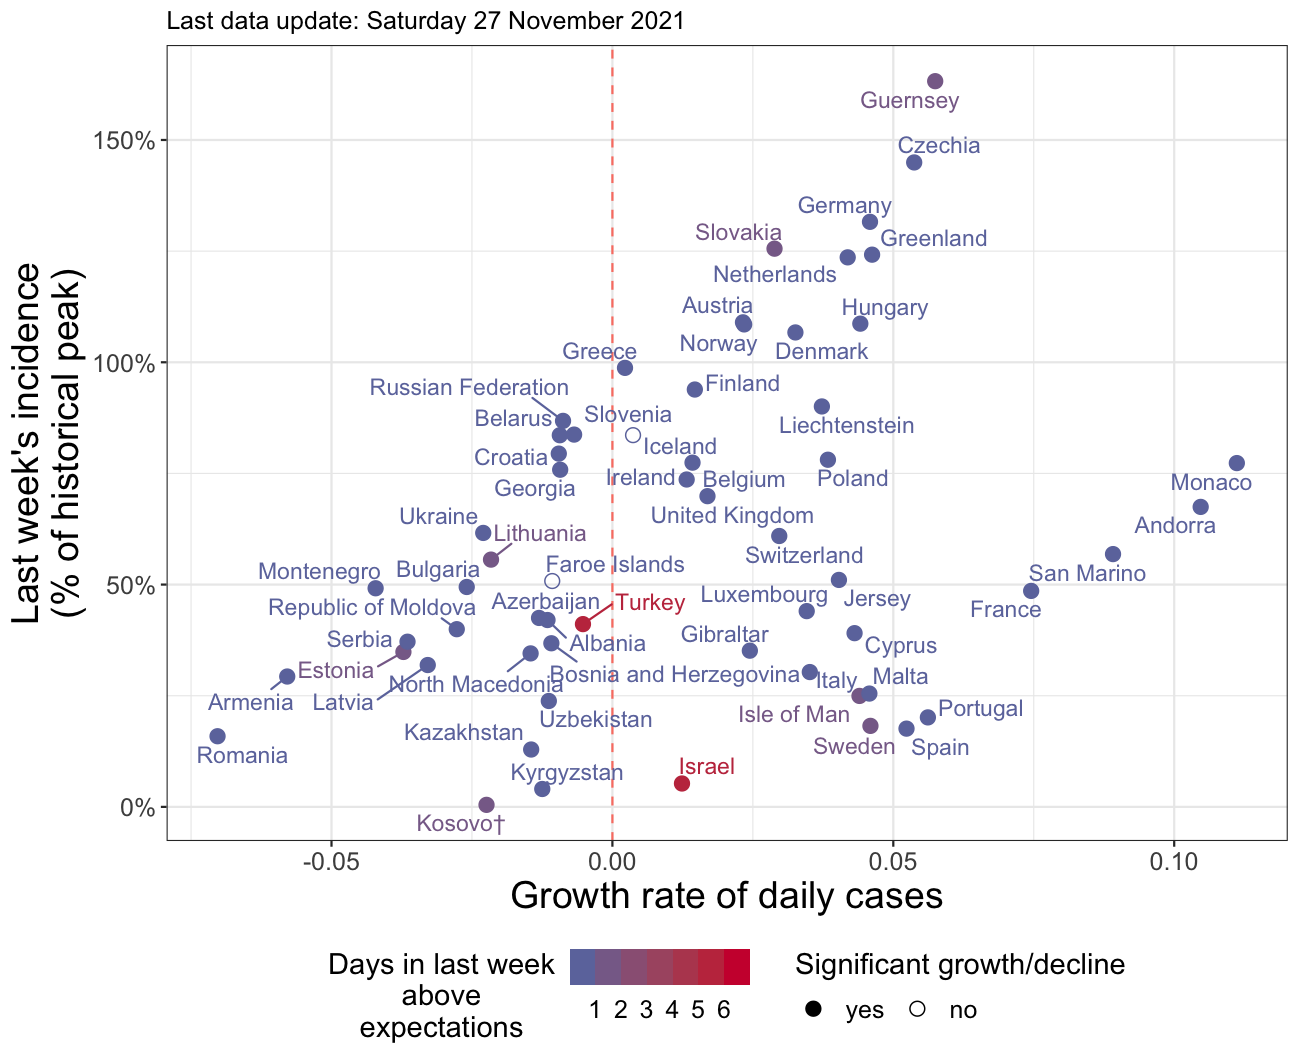 Last data update: Saturday 27 November 2021
Last week's incidence
(% of historical peak)
150%
100%
50%
0%
Guernsey
Czechia
Germany
Slovakia
Greenland
Netherlands
Austria
Hungary
Norway
Denmark
Greece
Russian Federation
Finland
Slovenia
Belarus
Liechtenstein
Iceland
Croatia
Ireland
Belgium
Poland
Georgia
Monaco
Ukraine
United Kingdom
Andorra
Lithuania
Switzerland
Faroe Islands
Montenegro
Bulgaria
San Marino
Azerbaijan
Turkey
Luxembourg
Jersey
France
Republic of Moldova
Serbia
Albania
Gibraltar
Cyprus
Estonia
Bosnia and Herzegovina
Italy
Malta
North Macedonia
Armenia
Latvia
Isle of Man
Portugal
Uzbekistan
Kazakhstan
Sweden
Spain
Romania
Kyrgyzstan
Israel
Kosovo†
-0.05
0.00
0.05
0.10
Growth rate of daily cases
Days in last week
above
expectations
1 2 3 4 5 6
Significant growth/decline
yes
no